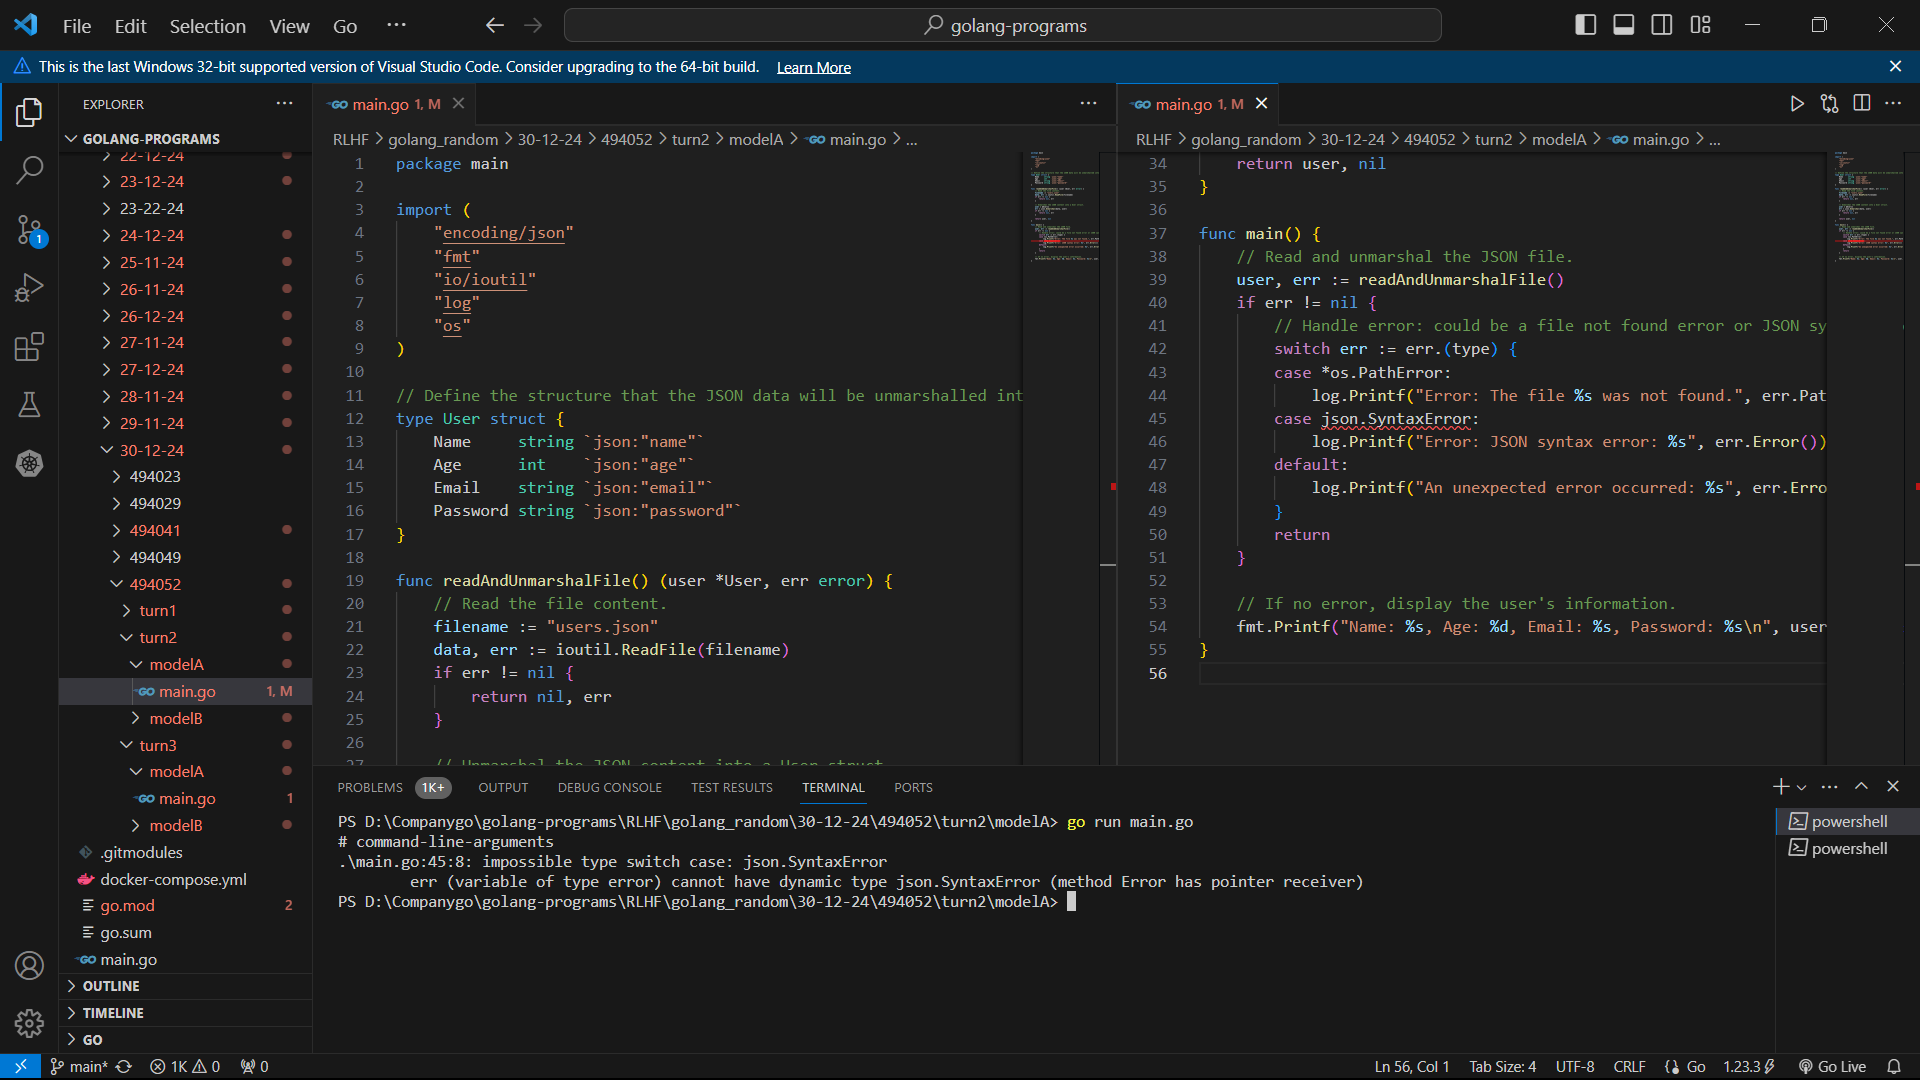 File Edit Selection View Go ···
golang-programs
This is the last Windows 32-bit supported version of Visual Studio Code. Consider upgrading to the 64-bit build. Learn More
EXPLORER
GOLANG-PROGRAMS
22-12-24
23-12-24
23-22-24
24-12-24
25-11-24
26-11-24
26-12-24
27-11-24
27-12-24
28-11-24
29-11-24
30-12-24
494023
494029
494041
494049
494052
turn1
turn2
modelA
main.go 1, M
modelB
turn3
modelA
main.go 1
modelB
.gitmodules
docker-compose.yml
go.mod 2
go.sum
main.go
OUTLINE
TIMELINE
GO
1
main.go 1, M
RLHF > golang_random > 30-12-24 > 494052 > turn2 > modelA > main.go > ...
1 package main
2
3 import (
4 "encoding/json"
5 "fmt"
6 "io/ioutil"
7 "log"
8 "os"
9 )
10
11 // Define the structure that the JSON data will be unmarshalled int
12 type User struct {
13 Name string `json:"name"`
14 Age int `json:"age"`
15 Email string `json:"email"`
16 Password string `json:"password"`
17 }
18
19 func readAndUnmarshalFile() (user *User, err error) {
20 // Read the file content.
21 filename := "users.json"
22 data, err := ioutil.ReadFile(filename)
23 if err != nil {
24 return nil, err
25 }
26
27 // Unmarshal the JSON content into a User struct
main.go 1, M
RLHF > golang_random > 30-12-24 > 494052 > turn2 > modelA > main.go > ...
34 return user, nil
35 }
36
37 func main() {
38 // Read and unmarshal the JSON file.
39 user, err := readAndUnmarshalFile()
40 if err != nil {
41 // Handle error: could be a file not found error or JSON sy
42 switch err := err.(type) {
43 case *os.PathError:
44 log.Printf("Error: The file %s was not found.", err.Pat
45 case json.SyntaxError:
46 log.Printf("Error: JSON syntax error: %s", err.Error())
47 default:
48 log.Printf("An unexpected error occurred: %s", err.Erro
49 }
50 return
51 }
52
53 // If no error, display the user's information.
54 fmt.Printf("Name: %s, Age: %d, Email: %s, Password: %s\n", user
55 }
56
PROBLEMS 1K+ OUTPUT DEBUG CONSOLE TEST RESULTS TERMINAL PORTS
PS D:\Companygo\golang-programs\RLHF\golang_random\30-12-24\494052\turn2\modelA> go run main.go
# command-line-arguments
.\main.go:45:8: impossible type switch case: json.SyntaxError
err (variable of type error) cannot have dynamic type json.SyntaxError (method Error has pointer receiver)
PS D:\Companygo\golang-programs\RLHF\golang_random\30-12-24\494052\turn2\modelA>
powershell
powershell
main* 1K 0 0 Ln 56, Col 1 Tab Size: 4 UTF-8 CRLF Go 1.23.3 Go Live